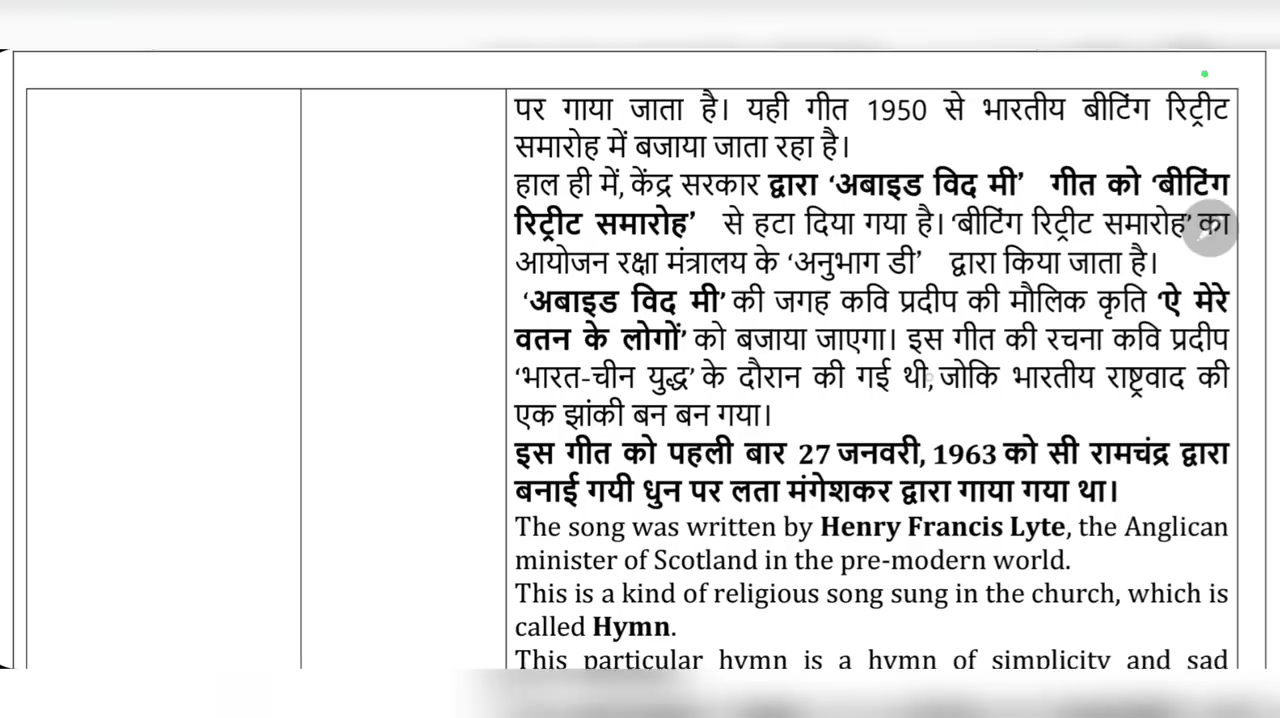 पर गाया जाता है। यही गीत 1950 से भारतीय बीटिंग रिट्रीट
समारोह में बजाया जाता रहा है।
हाल ही में, केंद्र सरकार द्वारा ‘अबाइड विद मी’ गीत को ‘बीटिंग
रिट्रीट समारोह’ से हटा दिया गया है। ‘बीटिंग रिट्रीट समारोह’ का
आयोजन रक्षा मंत्रालय के ‘अनुभाग डी’ द्वारा किया जाता है।
‘अबाइड विद मी’ की जगह कवि प्रदीप की मौलिक कृति ‘ऐ मेरे
वतन के लोगों’ को बजाया जाएगा। इस गीत की रचना कवि प्रदीप
‘भारत-चीन युद्ध’ के दौरान की गई थी, जोकि भारतीय राष्ट्रवाद की
एक झांकी बन बन गया।
इस गीत को पहली बार 27 जनवरी, 1963 को सी रामचंद्र द्वारा
बनाई गयी धुन पर लता मंगेशकर द्वारा गाया गया था।
The song was written by Henry Francis Lyte, the Anglican
minister of Scotland in the pre-modern world.
This is a kind of religious song sung in the church, which is
called Hymn.
This particular hymn is a hymn of simplicity and sad